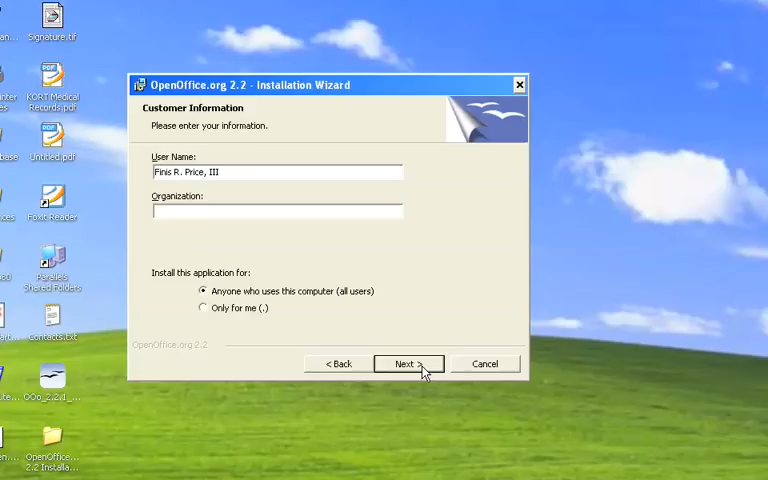 Signature.tif
KORT Medical
Records.pdf
Untitled.pdf
Foxit Reader
Parallels
Shared Folders
Contacts.txt
OOo_2.2.1_...
OpenOffice...
2.2 Installa...
OpenOffice.org 2.2 - Installation Wizard
Customer Information
Please enter your information.
User Name:
Finis R. Price, III
Organization:
Install this application for:
Anyone who uses this computer (all users)
Only for me (.)
OpenOffice.org 2.2
< Back
Next >
Cancel